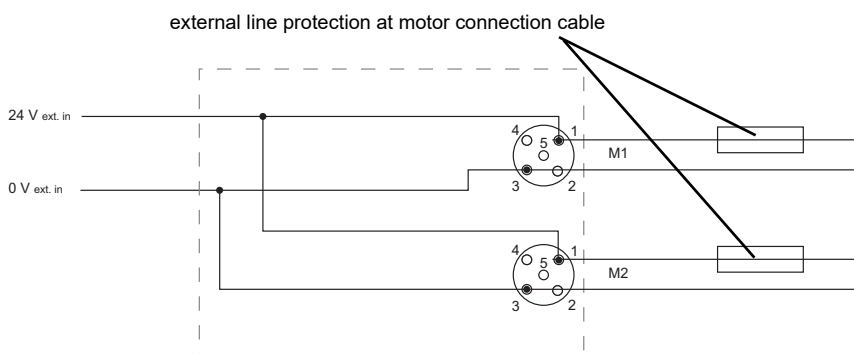 external line protection at motor connection cable
24 V ext. in
4 1
5
M1
3 2
0 V ext. in
4 1
5
M2
3 2